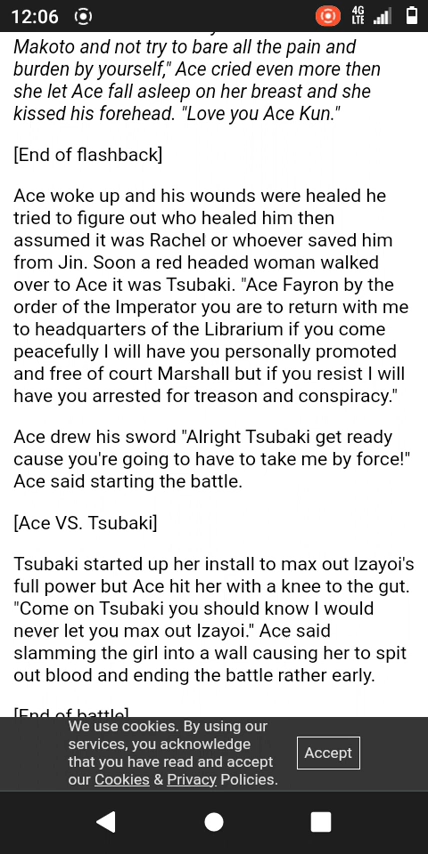 12:06
4G
LTE
Makoto and not try to bare all the pain and
burden by yourself," Ace cried even more then
she let Ace fall asleep on her breast and she
kissed his forehead. "Love you Ace Kun."
[End of flashback]
Ace woke up and his wounds were healed he
tried to figure out who healed him then
assumed it was Rachel or whoever saved him
from Jin. Soon a red headed woman walked
over to Ace it was Tsubaki. "Ace Fayron by the
order of the Imperator you are to return with me
to headquarters of the Librarium if you come
peacefully I will have you personally promoted
and free of court Marshall but if you resist I will
have you arrested for treason and conspiracy."
Ace drew his sword "Alright Tsubaki get ready
cause you're going to have to take me by force!"
Ace said starting the battle.
[Ace VS. Tsubaki]
Tsubaki started up her install to max out Izayoi's
full power but Ace hit her with a knee to the gut.
"Come on Tsubaki you should know I would
never let you max out Izayoi." Ace said
slamming the girl into a wall causing her to spit
out blood and ending the battle rather early.
[End of battle]
We use cookies. By using our
services, you acknowledge
that you have read and accept
our Cookies & Privacy Policies.
Accept